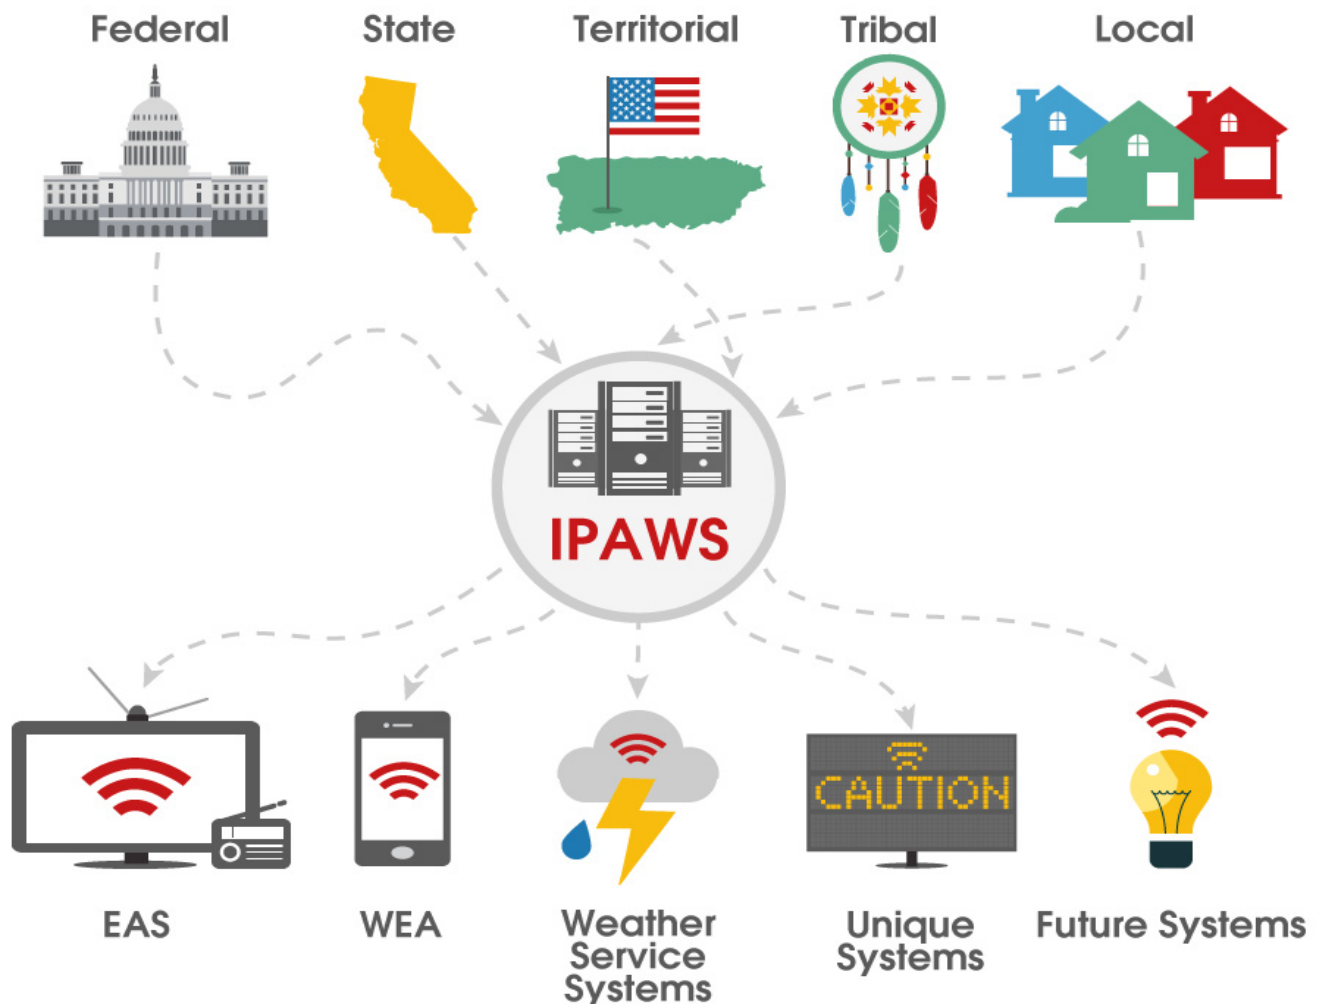 Federal
State
Territorial
Tribal
Local
IPAWS
CAUTION
EAS
WEA
Weather
Service
Systems
Unique
Systems
Future Systems